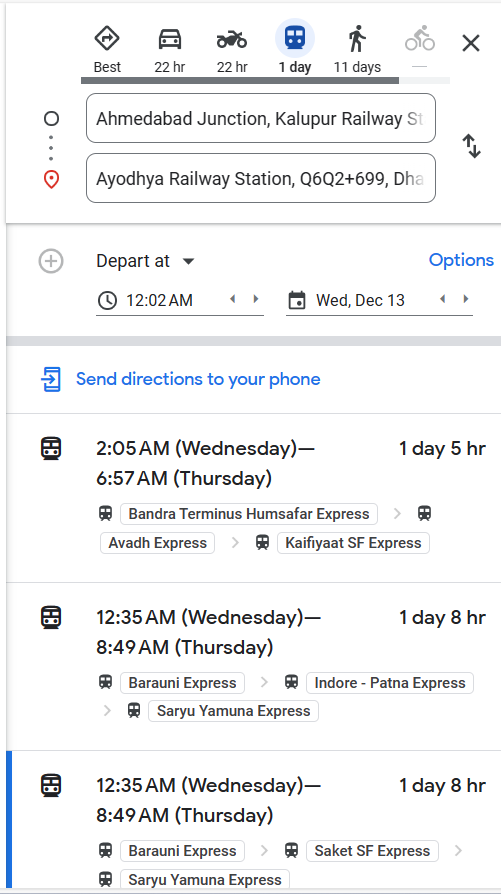 Best 22 hr 22 hr 1 day 11 days —
Ahmedabad Junction, Kalupur Railway St
Ayodhya Railway Station, Q6Q2+699, Dha
Depart at Options
12:02 AM Wed, Dec 13
Send directions to your phone
2:05 AM (Wednesday)— 1 day 5 hr
6:57 AM (Thursday)
Bandra Terminus Humsafar Express
Avadh Express Kaifiyaat SF Express
12:35 AM (Wednesday)— 1 day 8 hr
8:49 AM (Thursday)
Barauni Express Indore - Patna Express
Saryu Yamuna Express
12:35 AM (Wednesday)— 1 day 8 hr
8:49 AM (Thursday)
Barauni Express Saket SF Express
Saryu Yamuna Express